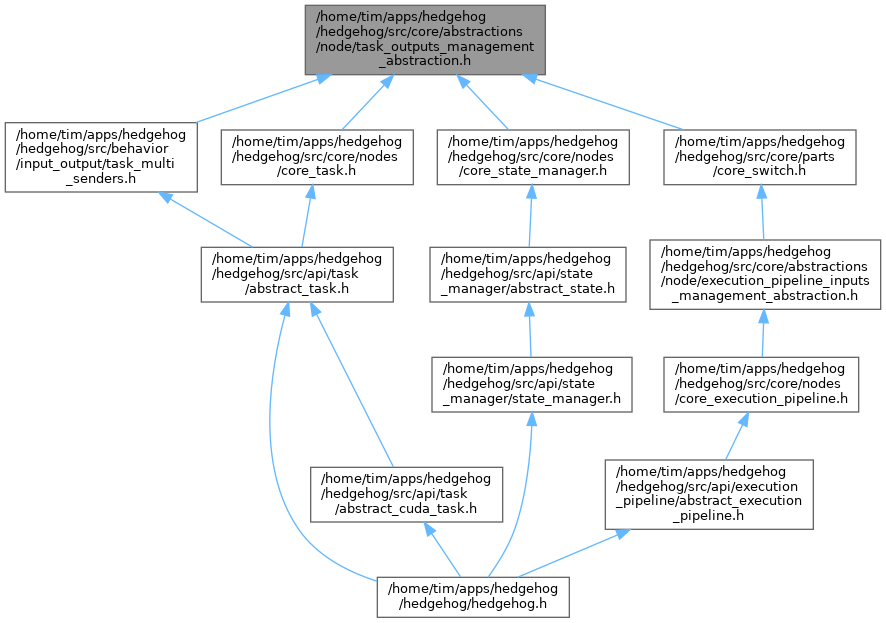 /home/tim/apps/hedgehog
/hedgehog/src/core/abstractions
/node/task_outputs_management
_abstraction.h
/home/tim/apps/hedgehog
/hedgehog/src/behavior
/input_output/task_multi
_senders.h
/home/tim/apps/hedgehog
/hedgehog/src/core/nodes
/core_task.h
/home/tim/apps/hedgehog
/hedgehog/src/core/nodes
/core_state_manager.h
/home/tim/apps/hedgehog
/hedgehog/src/core/parts
/core_switch.h
/home/tim/apps/hedgehog
/hedgehog/src/api/task
/abstract_task.h
/home/tim/apps/hedgehog
/hedgehog/src/api/state
_manager/abstract_state.h
/home/tim/apps/hedgehog
/hedgehog/src/core/abstractions
/node/execution_pipeline_inputs
_management_abstraction.h
/home/tim/apps/hedgehog
/hedgehog/src/api/state
_manager/state_manager.h
/home/tim/apps/hedgehog
/hedgehog/src/core/nodes
/core_execution_pipeline.h
/home/tim/apps/hedgehog
/hedgehog/src/api/task
/abstract_cuda_task.h
/home/tim/apps/hedgehog
/hedgehog/src/api/execution
_pipeline/abstract_execution
_pipeline.h
/home/tim/apps/hedgehog
/hedgehog/hedgehog.h